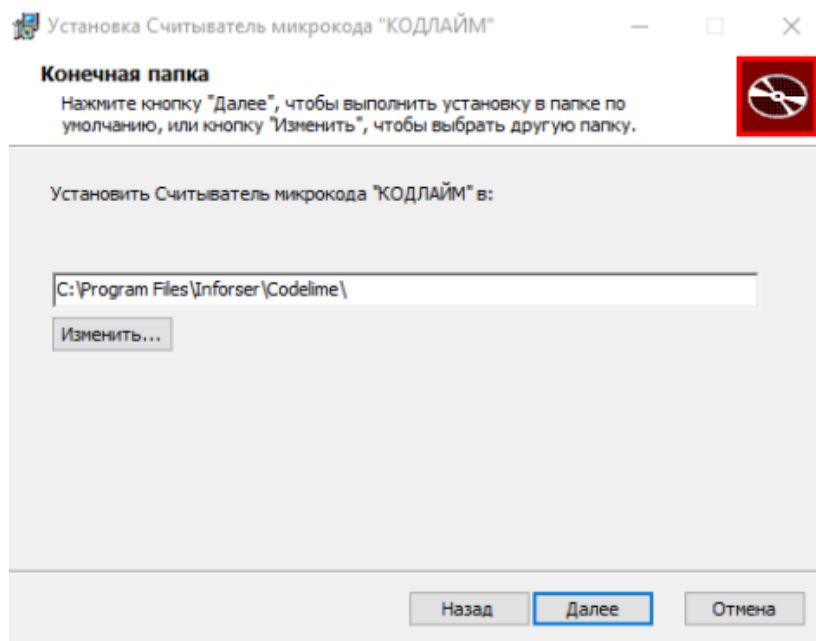 Установка Считыватель микрокода "КОДЛАЙМ"
Конечная папка
Нажмите кнопку "Далее", чтобы выполнить установку в папке по
умолчанию, или кнопку "Изменить", чтобы выбрать другую папку.
Установить Считыватель микрокода "КОДЛАЙМ" в:
C:\Program Files\Inforser\Codelime\
Изменить...
Назад Далее Отмена